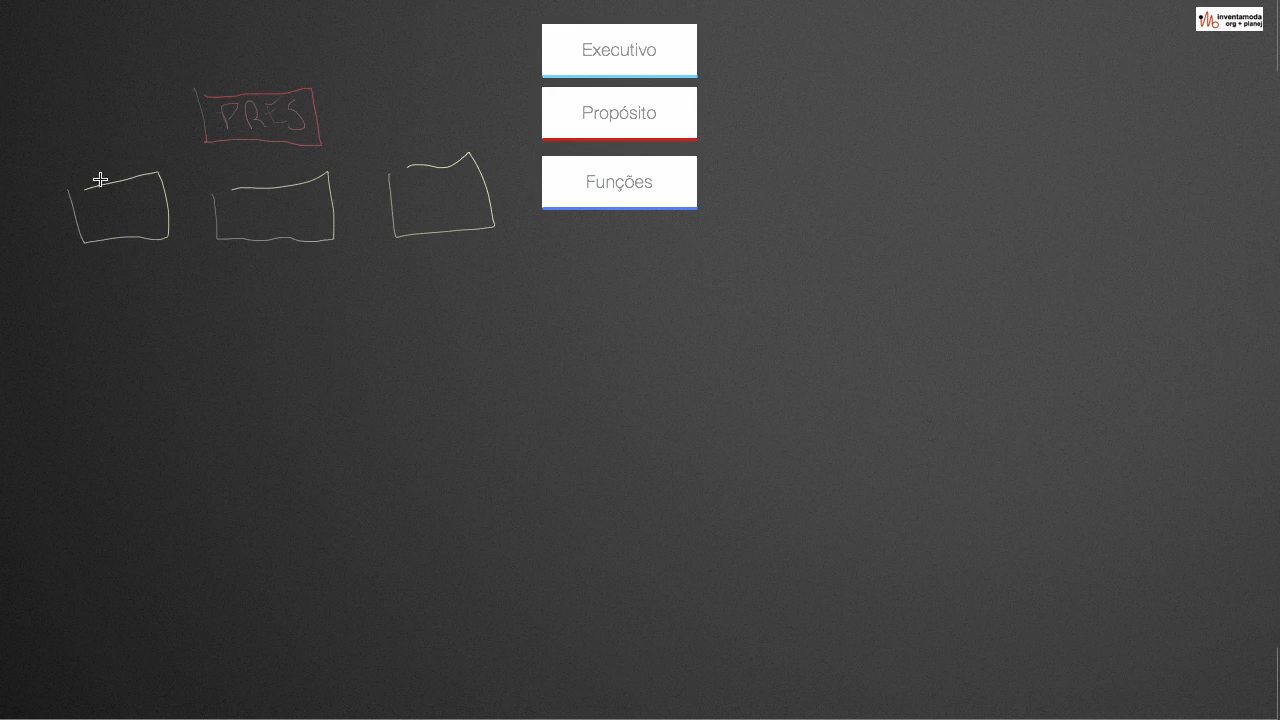 inventamoda
org + planej
Executivo
PRES
Propósito
Funções